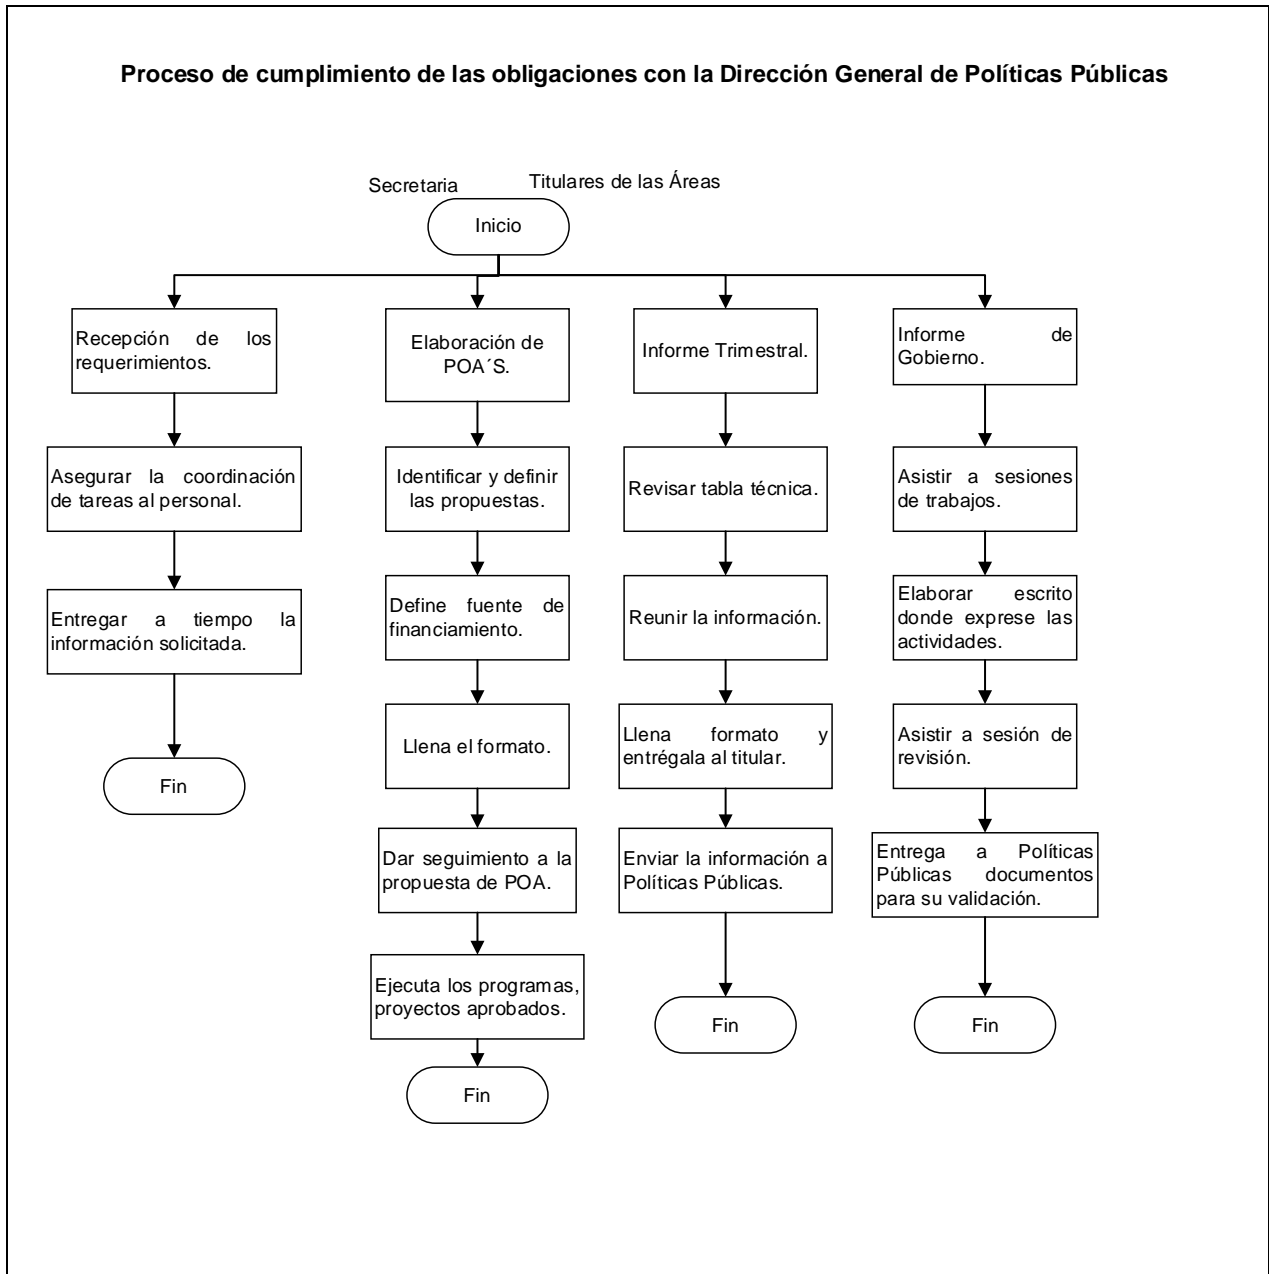 Proceso de cumplimiento de las obligaciones con la Dirección General de Políticas Públicas
Secretaria
Titulares de las Áreas
Inicio
Recepción de los
requerimientos.
Asegurar la coordinación
de tareas al personal.
Entregar a tiempo la
información solicitada.
Fin
Elaboración de
POA´S.
Identificar y definir
las propuestas.
Define fuente de
financiamiento.
Llena el formato.
Dar seguimiento a la
propuesta de POA.
Ejecuta los programas,
proyectos aprobados.
Fin
Informe Trimestral.
Revisar tabla técnica.
Reunir la información.
Llena formato y
entrégala al titular.
Enviar la información a
Políticas Públicas.
Fin
Informe de
Gobierno.
Asistir a sesiones
de trabajos.
Elaborar escrito
donde exprese las
actividades.
Asistir a sesión de
revisión.
Entrega a Políticas
Públicas documentos
para su validación.
Fin